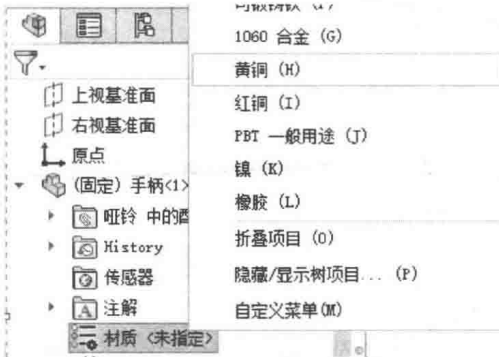 1060 合金 (G)
黄铜 (H)
红铜 (I)
PBT 一般用途 (J)
镍 (K)
橡胶 (L)
折叠项目 (O)
隐藏/显示树项目... (P)
自定义菜单(M)
上视基准面
右视基准面
原点
(固定) 手柄<1>
哑铃 中的
History
传感器
注解
材质 <未指定>